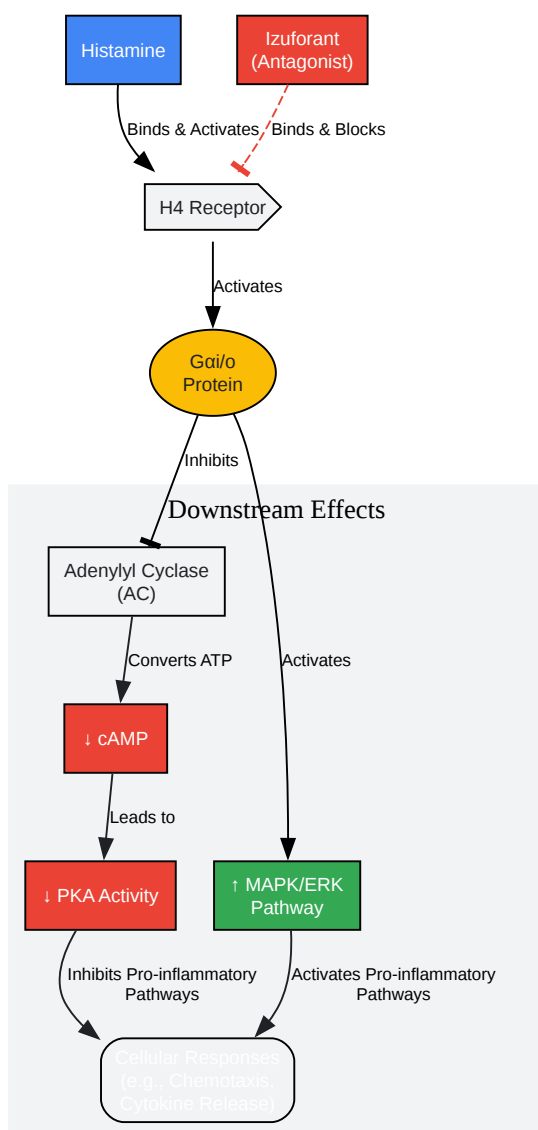 Histamine
Izuforant
(Antagonist)
Binds & Activates
Binds & Blocks
H4 Receptor
Activates
Gαi/o
Protein
Inhibits
Downstream Effects
Adenylyl Cyclase
(AC)
Converts ATP
Activates
↓ cAMP
Leads to
↓ PKA Activity
↑ MAPK/ERK
Pathway
Inhibits Pro-inflammatory
Pathways
Activates Pro-inflammatory
Pathways
Cellular Responses
(e.g., Chemotaxis,
Cytokine Release)